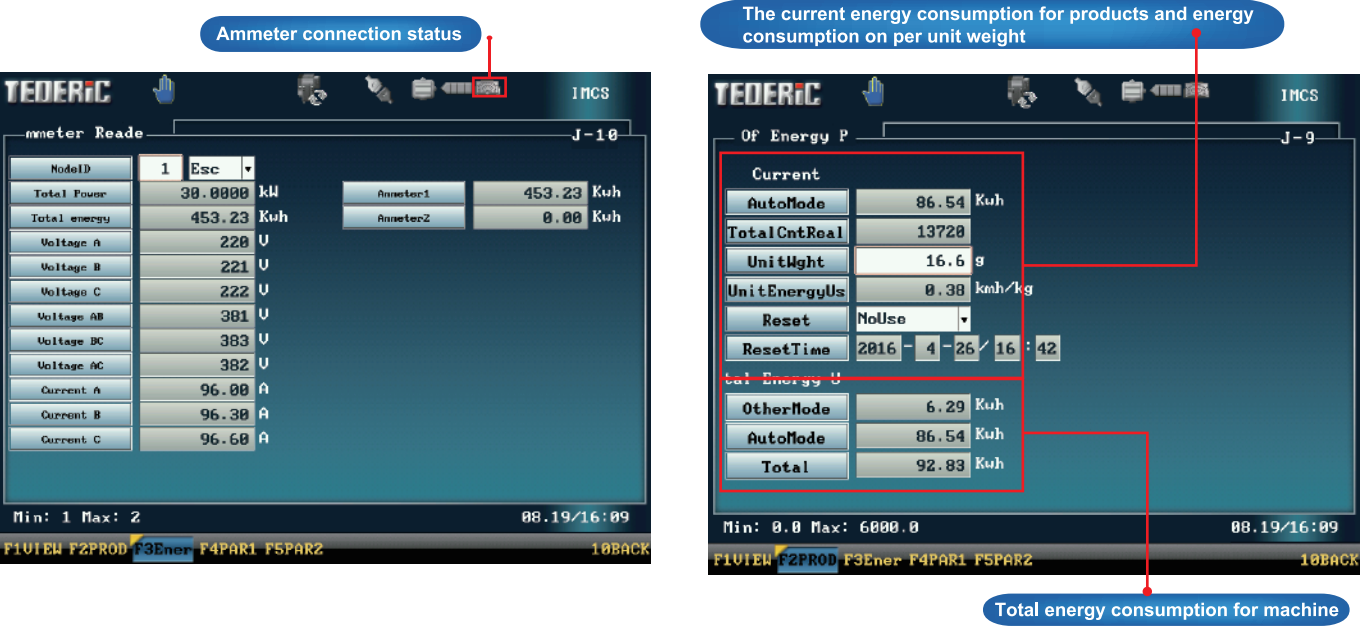 Ammeter connection status
The current energy consumption for products and energy
consumption on per unit weight
TEDERiC
IMCS
mmeter Reade
J-10
NodeID 1 Esc
Total Power 30.0000 kW Ammeter1 453.23 Kwh
Total energy 453.23 Kwh Ammeter2 0.00 Kwh
Voltage A 220 V
Voltage B 221 V
Voltage C 222 V
Voltage AB 381 V
Voltage BC 383 V
Voltage AC 382 V
Current A 96.00 A
Current B 96.30 A
Current C 96.60 A
Min: 1 Max: 2 08.19/16:09
F1VIEW F2PROD F3Ener F4PAR1 F5PAR2 10BACK
TEDERiC
IMCS
Of Energy P
J-9
Current
AutoMode 86.54 Kwh
TotalCntReal 13720
UnitWght 16.6 g
UnitEnergyUs 0.38 kmh/kg
Reset NoUse
ResetTime 2016 - 4 - 26 / 16 : 42
tal Energy U
OtherMode 6.29 Kwh
AutoMode 86.54 Kwh
Total 92.83 Kwh
Min: 0.0 Max: 6000.0 08.19/16:09
F1VIEW F2PROD F3Ener F4PAR1 F5PAR2 10BACK
Total energy consumption for machine